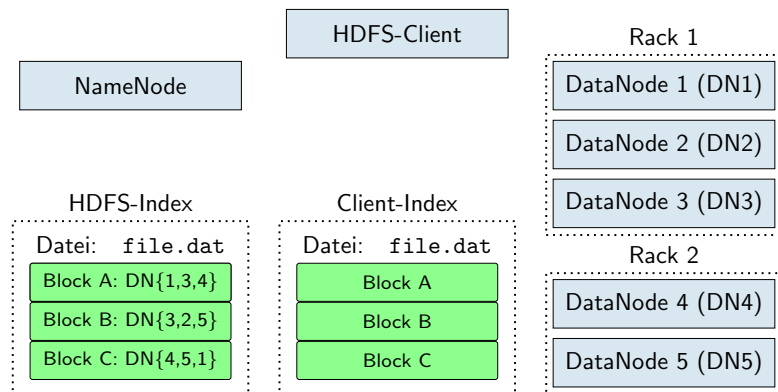 HDFS-Client
NameNode
HDFS-Index
Datei: file.dat
Block A: DN{1,3,4}
Block B: DN{3,2,5}
Block C: DN{4,5,1}
Client-Index
Datei: file.dat
Block A
Block B
Block C
Rack 1
DataNode 1 (DN1)
DataNode 2 (DN2)
DataNode 3 (DN3)
Rack 2
DataNode 4 (DN4)
DataNode 5 (DN5)